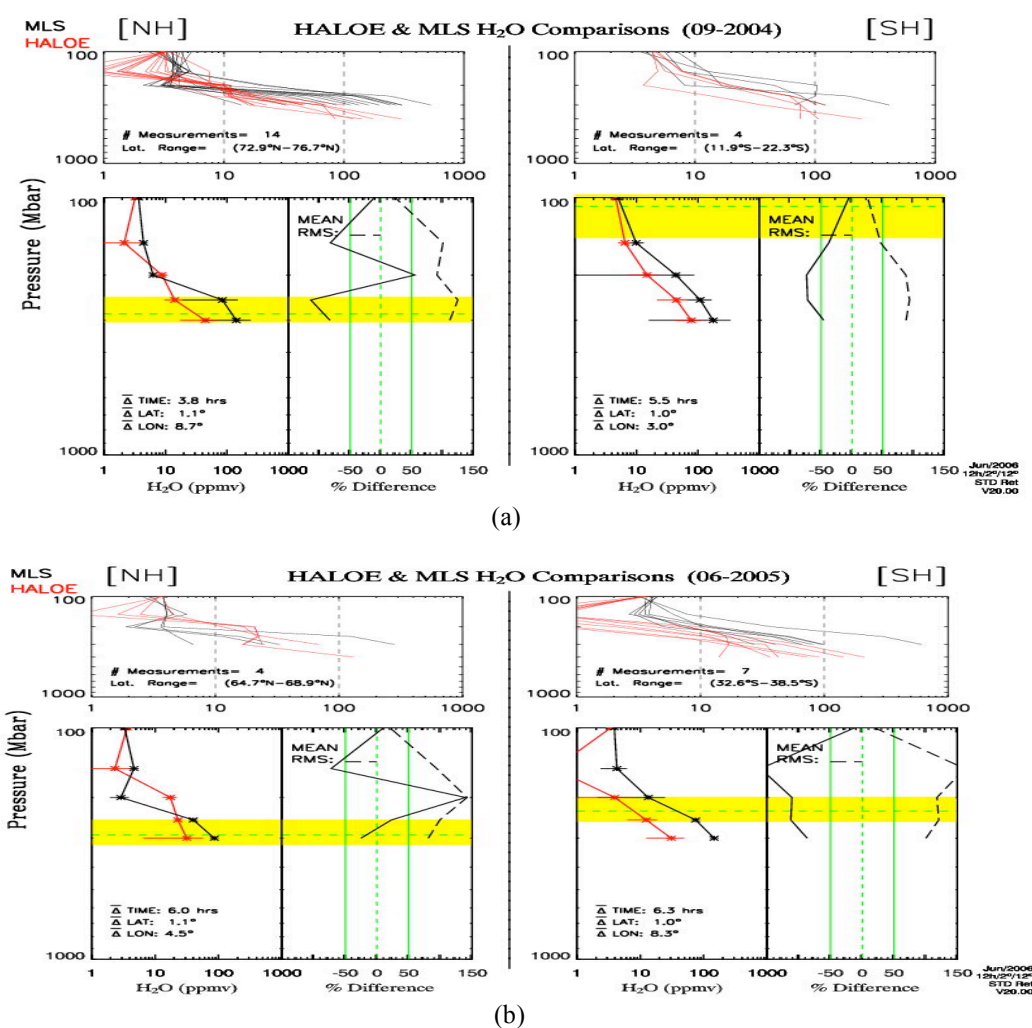 MLS [NH] HALOE & MLS H₂O Comparisons (09-2004) [SH]
HALOE
100 100
# Measurements= 14 # Measurements= 4
Lat. Range= (72.9°N-76.7°N) Lat. Range= (11.9°S-22.3°S)
1000 1000
1 10 100 1000 1 10 100 1000
Pressure (Mbar)
100 100
MEAN MEAN
RMS: RMS:
Δ TIME: 3.8 hrs Δ TIME: 5.5 hrs
Δ LAT: 1.1° Δ LAT: 1.0°
Δ LON: 8.7° Δ LON: 3.0°
1000 1000
1 10 100 1000 -50 0 50 150 1 10 100 1000 -50 0 50 150
H₂O (ppmv) % Difference H₂O (ppmv) % Difference
Jun/2006
12h/2°/12°
STD Ret
V20.00
(a)
MLS [NH] HALOE & MLS H₂O Comparisons (06-2005) [SH]
HALOE
100 100
# Measurements= 4 # Measurements= 7
Lat. Range= (64.7°N-68.9°N) Lat. Range= (32.6°S-38.5°S)
1000 1000
1 10 100 1000 1 10 100 1000
Pressure (Mbar)
100 100
MEAN MEAN
RMS: RMS:
Δ TIME: 6.0 hrs Δ TIME: 6.3 hrs
Δ LAT: 1.1° Δ LAT: 1.0°
Δ LON: 4.5° Δ LON: 8.3°
1000 1000
1 10 100 1000 -50 0 50 150 1 10 100 1000 -50 0 50 150
H₂O (ppmv) % Difference H₂O (ppmv) % Difference
Jun/2006
12h/2°/12°
STD Ret
V20.00
(b)